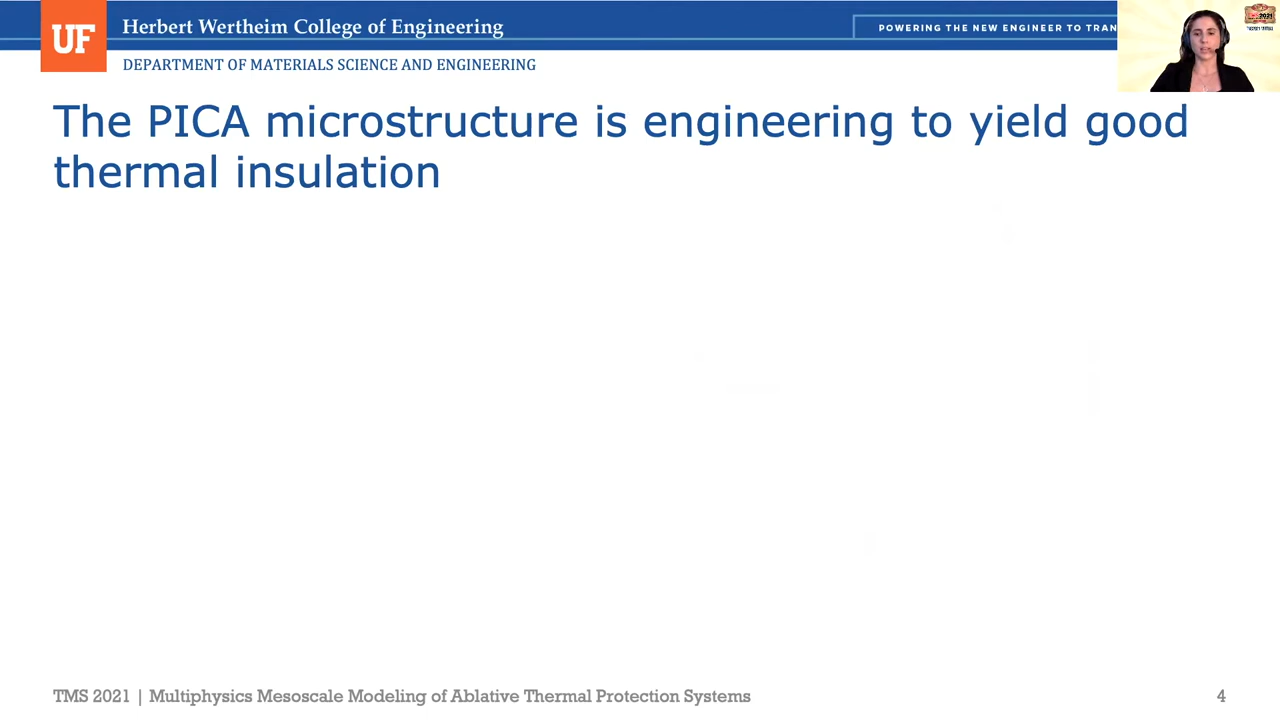 UF
Herbert Wertheim College of Engineering
POWERING THE NEW ENGINEER TO TRAN
DEPARTMENT OF MATERIALS SCIENCE AND ENGINEERING
The PICA microstructure is engineering to yield good
thermal insulation
TMS 2021 | Multiphysics Mesoscale Modeling of Ablative Thermal Protection Systems
4